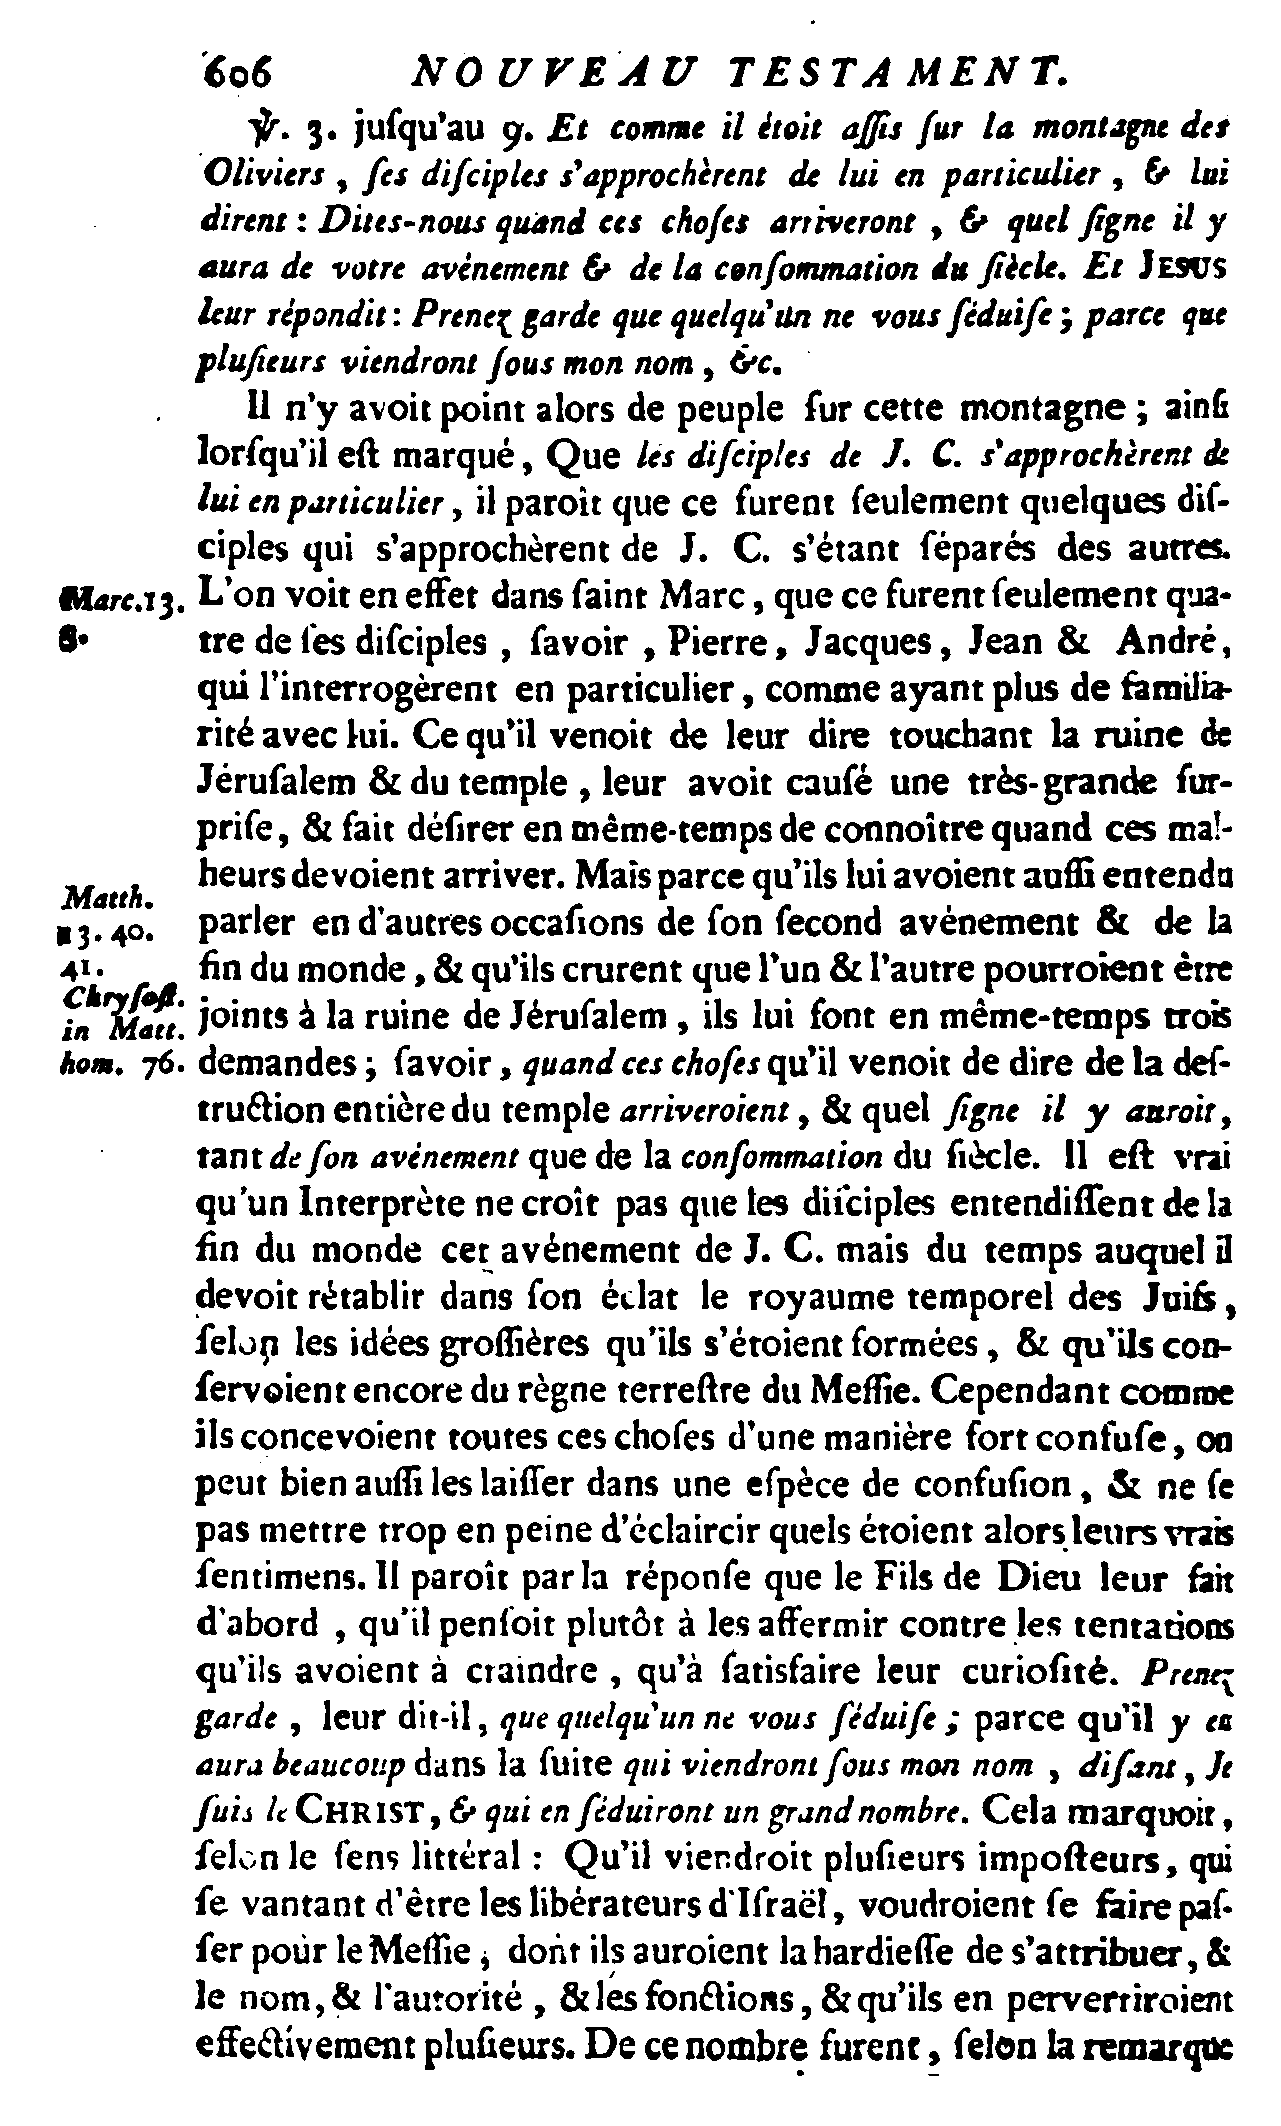 606 NOUVEAU TESTAMENT.
℣. 3. juſqu'au 9. Et comme il étoit aſſis ſur la montagne des
Oliviers, ſes diſciples s'approchèrent de lui en particulier, & lui
dirent : Dites-nous quand ces choſes arriveront, & quel ſigne il y
aura de votre avénement & de la conſommation du ſiècle. Et JESUS
leur répondit : Prenez garde que quelqu'un ne vous ſéduiſe ; parce que
pluſieurs viendront ſous mon nom, &c.
Il n'y avoit point alors de peuple ſur cette montagne ; ainſi
lorſqu'il eſt marqué, Que les diſciples de J. C. s'approchèrent de
lui en particulier, il paroît que ce furent ſeulement quelques diſ-
ciples qui s'approchèrent de J. C. s'étant ſéparés des autres.
Marc. 13. L'on voit en effet dans ſaint Marc, que ce furent ſeulement qua-
tre de ſes diſciples, ſavoir, Pierre, Jacques, Jean & André,
qui l'interrogèrent en particulier, comme ayant plus de familia-
rité avec lui. Ce qu'il venoit de leur dire touchant la ruine de
Jéruſalem & du temple, leur avoit cauſé une très-grande ſur-
priſe, & fait déſirer en même-temps de connoître quand ces mal-
heurs devoient arriver. Mais parce qu'ils lui avoient auſſi entendu
Matth.
parler en d'autres occaſions de ſon ſecond avénement & de la
13. 40.
41. fin du monde, & qu'ils crurent que l'un & l'autre pourroient être
Chryſoſt.
in Matt. joints à la ruine de Jéruſalem, ils lui font en même-temps trois
hom. 76. demandes ; ſavoir, quand ces choſes qu'il venoit de dire de la deſ-
truction entière du temple arriveroient, & quel ſigne il y auroit,
tant de ſon avénement que de la conſommation du ſiècle. Il eſt vrai
qu'un Interprète ne croît pas que les diſciples entendiſſent de la
fin du monde cet avénement de J. C. mais du temps auquel il
devoit rétablir dans ſon éclat le royaume temporel des Juifs,
ſelon les idées groſſières qu'ils s'étoient formées, & qu'ils con-
ſervoient encore du règne terreſtre du Meſſie. Cependant comme
ils concevoient toutes ces choſes d'une manière fort confuſe, on
peut bien auſſi les laiſſer dans une eſpèce de confuſion, & ne ſe
pas mettre trop en peine d'éclaircir quels étoient alors leurs vrais
ſentimens. Il paroît par la réponſe que le Fils de Dieu leur fait
d'abord, qu'il penſoit plutôt à les affermir contre les tentations
qu'ils avoient à craindre, qu'à ſatisfaire leur curioſité. Prenez
garde, leur dit-il, que quelqu'un ne vous ſéduiſe ; parce qu'il y en
aura beaucoup dans la ſuite qui viendront ſous mon nom, diſant, Je
ſuis le CHRIST, & qui en ſéduiront un grand nombre. Cela marquoit,
ſelon le ſens littéral : Qu'il viendroit pluſieurs impoſteurs, qui
ſe vantant d'être les libérateurs d'Iſraël, voudroient ſe faire paſ-
ſer pour le Meſſie, dont ils auroient la hardieſſe de s'attribuer, &
le nom, & l'autorité, & les fonctions, & qu'ils en pervertiroient
effectivement pluſieurs. De ce nombre furent, ſelon la remarque